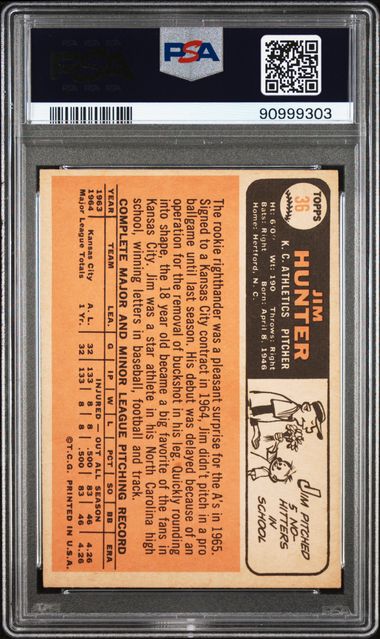 PSA
PSA
90999303
TOPPS
36
JIM
HUNTER
K. C. ATHLETICS PITCHER
Ht: 6'0" Wt: 190 Throws: Right
Bats: Right Born: April 8, 1946
Home: Hertford, N. C.
JIM PITCHED
5 NO-
HITTERS
IN
SCHOOL
The rookie righthander was a pleasant surprise for the A's in 1965.
Signed to a Kansas City contract in 1964, Jim didn't pitch in a pro
ballgame until last season. His debut was delayed because of an
operation for the removal of buckshot in his leg. Quickly rounding
into shape, the 18 year old became a big favorite of the fans in
Kansas City. Jim was a star athlete in his North Carolina high
school, winning letters in baseball, football and track.
COMPLETE MAJOR AND MINOR LEAGUE PITCHING RECORD
YEAR TEAM LEA. G IP W L PCT SO BB ERA
1963 INJURED — OUT ALL SEASON
1964 Kansas City A. L. 32 133 8 8 .500 83 46 4.26
Major League Totals 1 Yr. 32 133 8 8 .500 83 46 4.26
©T.C.G. PRINTED IN U.S.A.